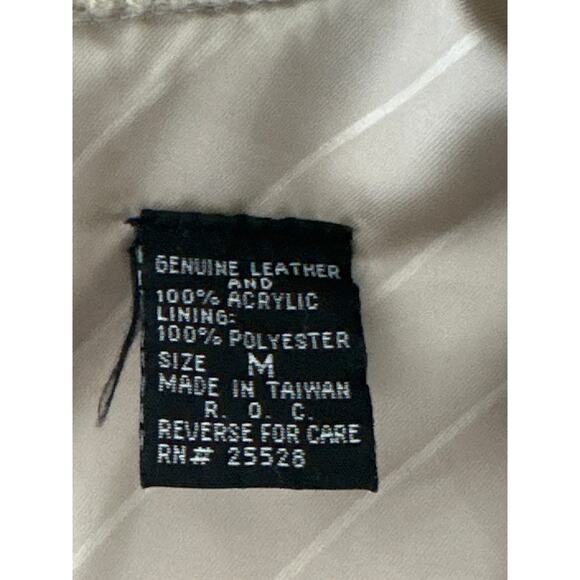 GENUINE LEATHER
AND
100% ACRYLIC
LINING:
100% POLYESTER
SIZE M
MADE IN TAIWAN
R. O. C.
REVERSE FOR CARE
RN# 25528